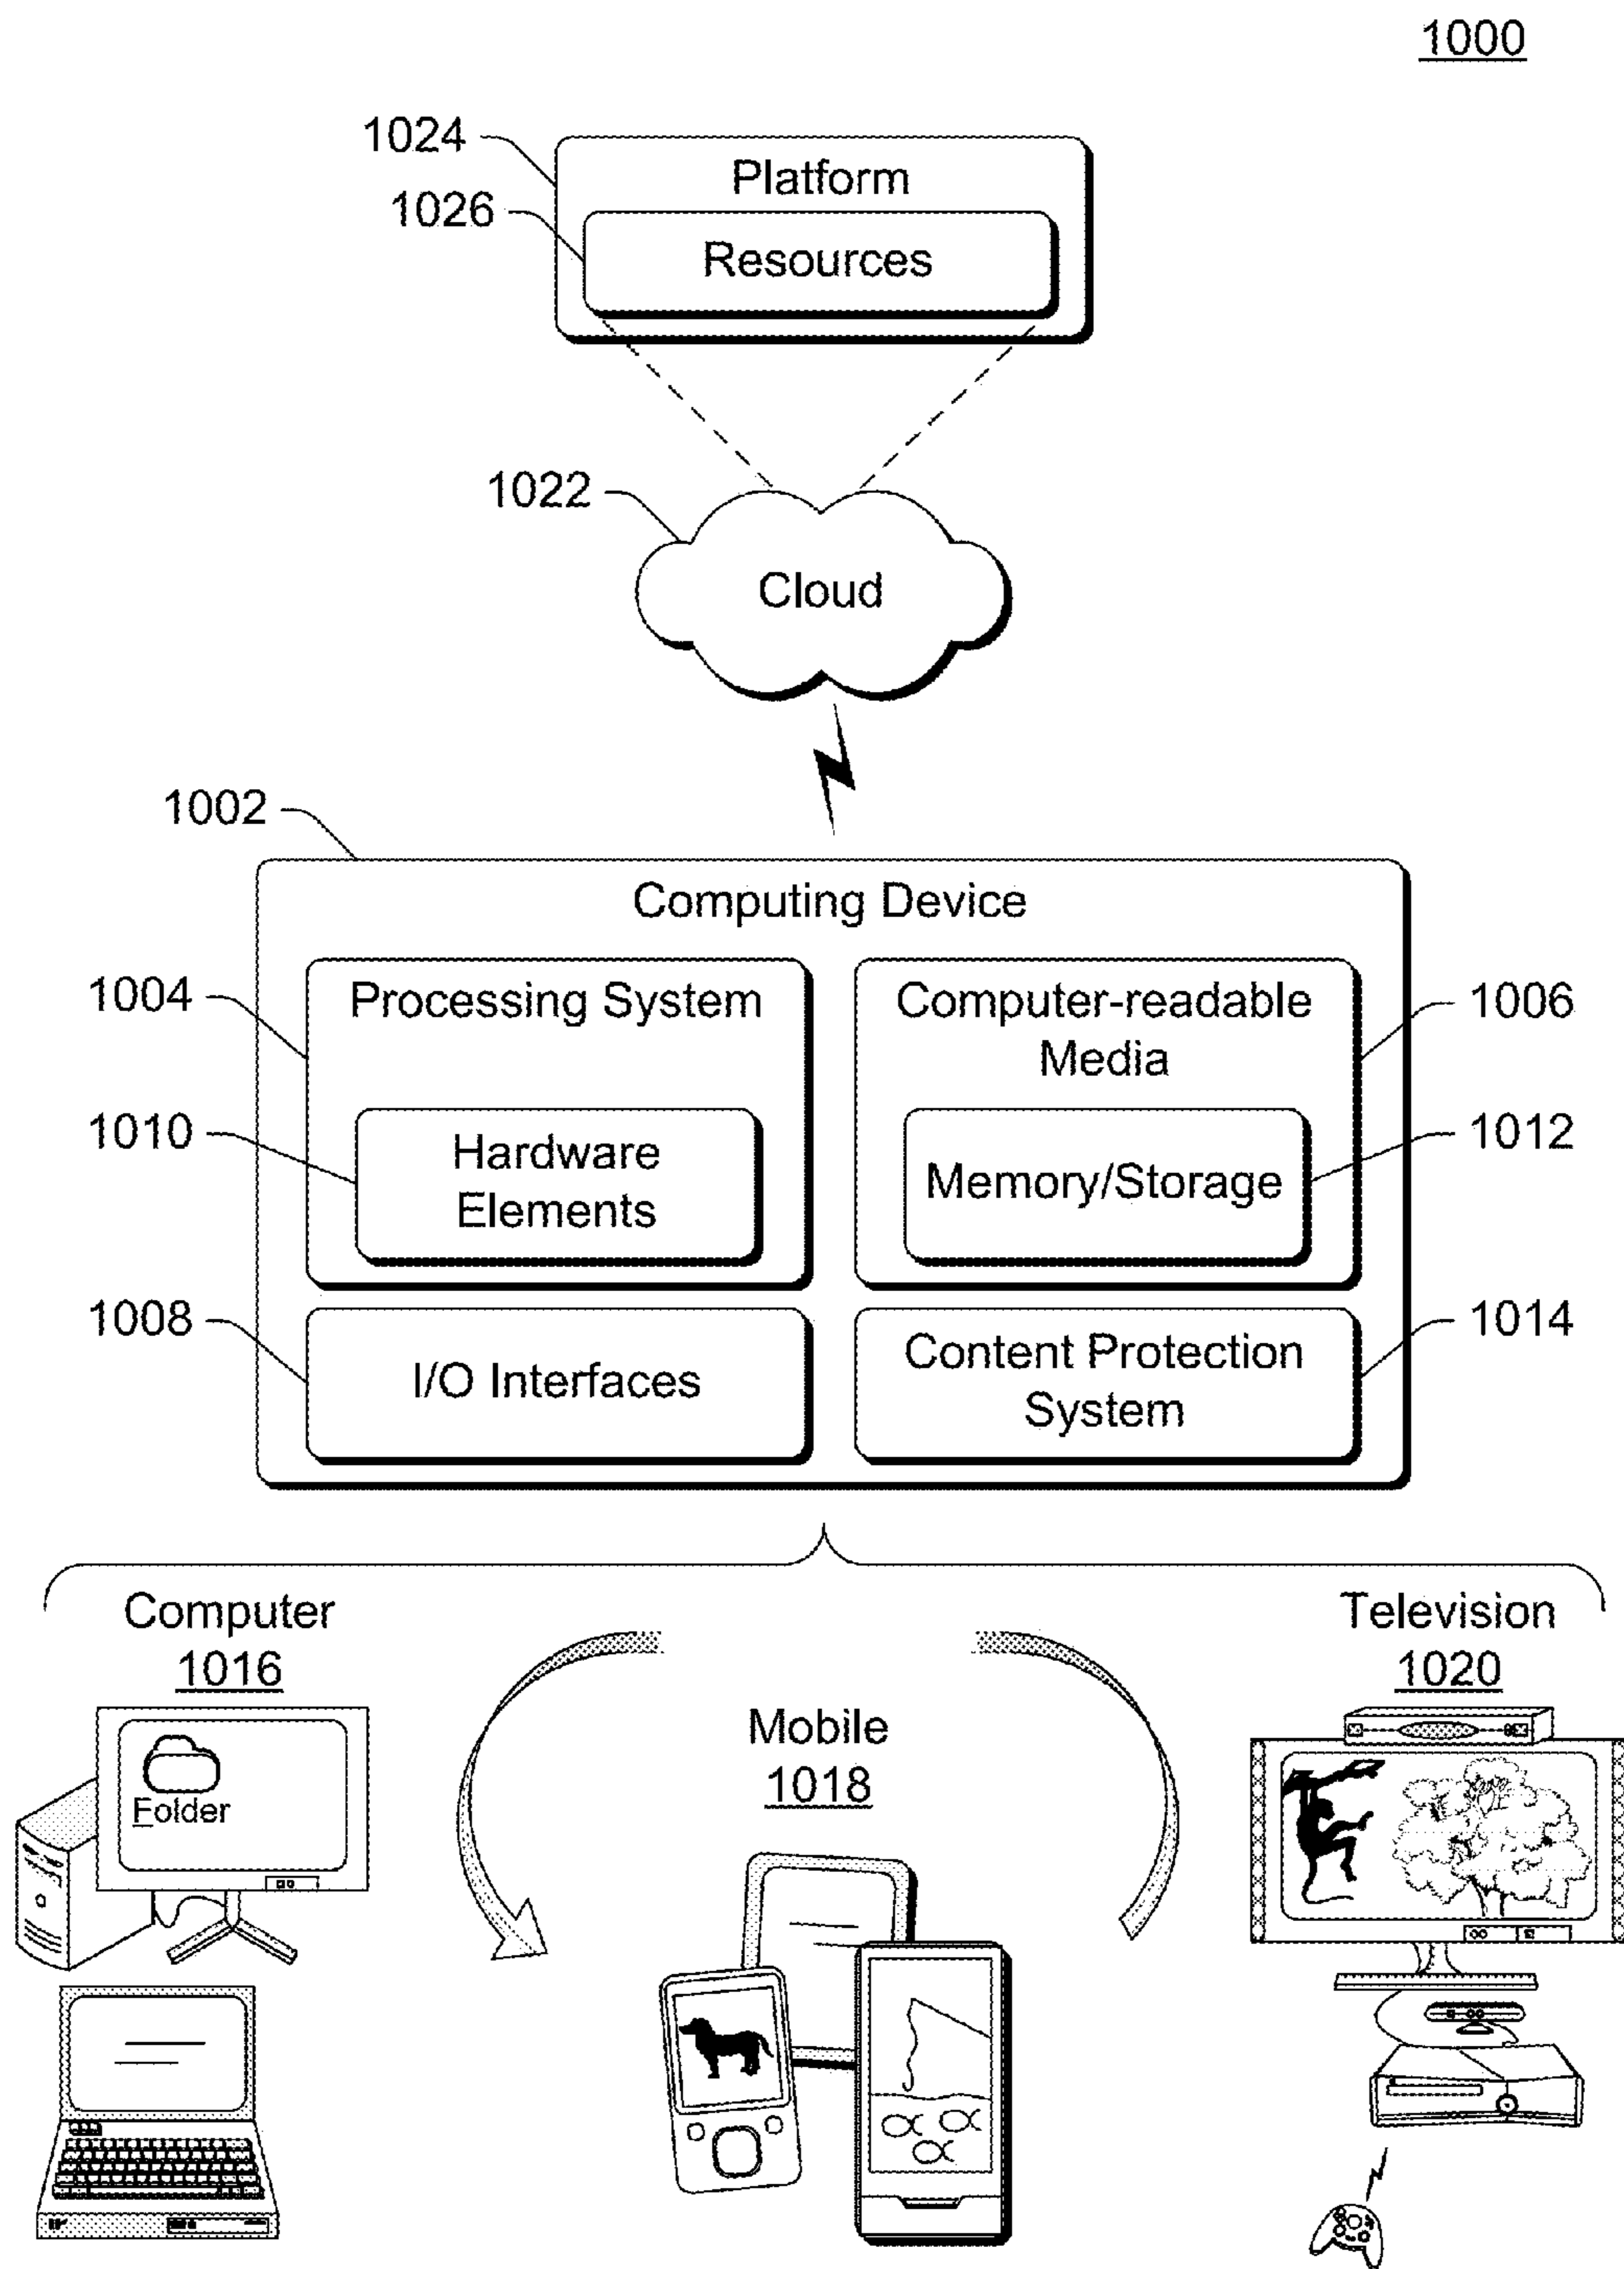 1000
1024
Platform
1026
Resources
1022
Cloud
1002
Computing Device
1004
Processing System
Computer-readable
Media
1006
1010
Hardware
Elements
Memory/Storage
1012
1008
I/O Interfaces
Content Protection
System
1014
Computer
1016
Folder
Mobile
1018
Television
1020